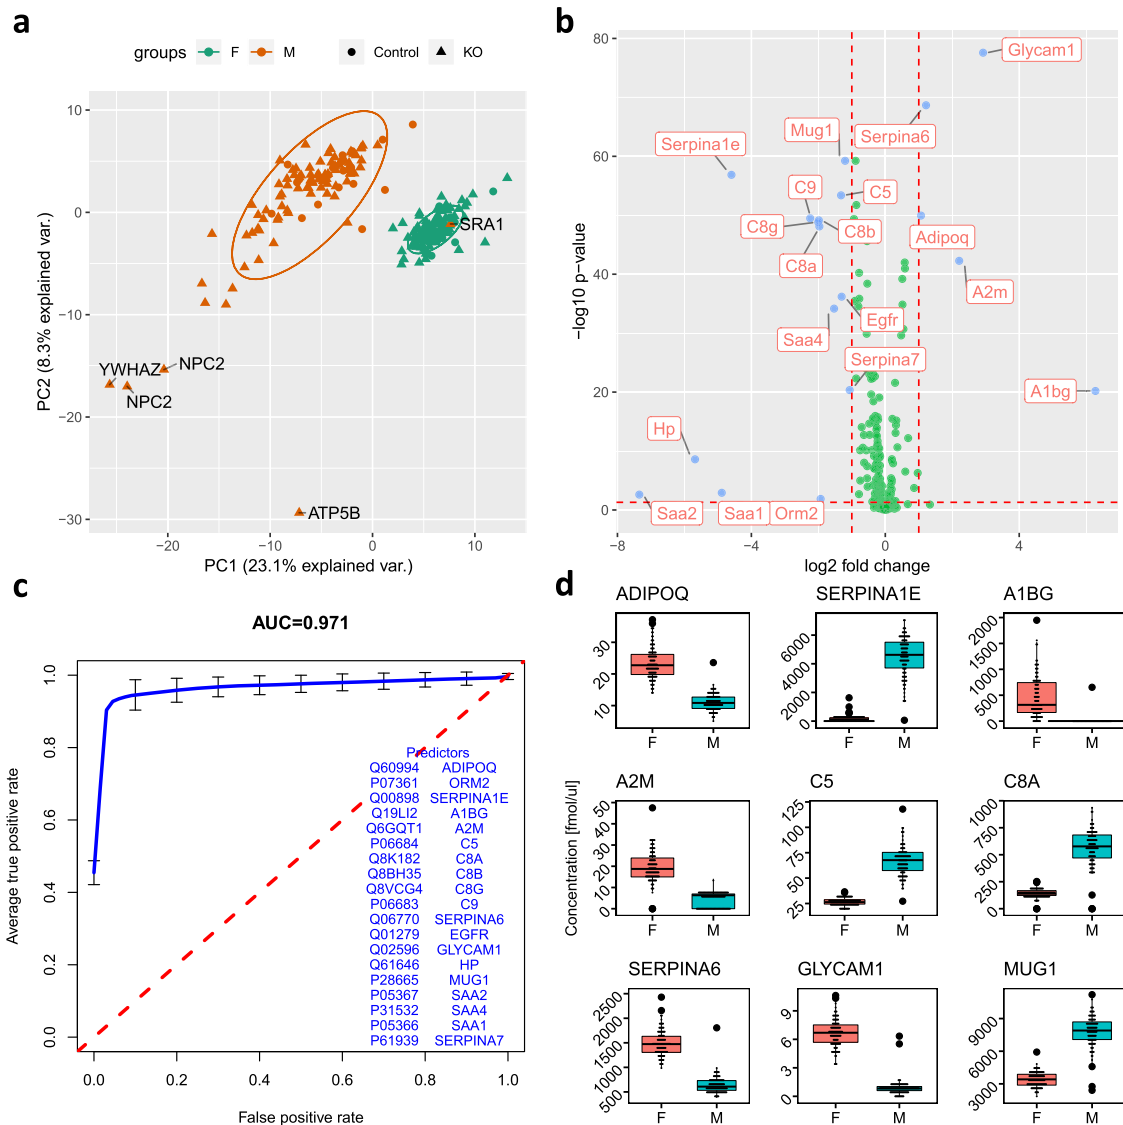 a
groups F M Control KO
10
0
−10
−20
−30
PC2 (8.3% explained var.)
SRA1
YWHAZ
NPC2
NPC2
ATP5B
−20 −10 0 10
PC1 (23.1% explained var.)
b
80
60
40
20
0
−log10 p−value
Glycam1
Serpina6
Mug1
Serpina1e
C9
C5
C8g
C8b
Adipoq
C8a
A2m
Egfr
Saa4
Serpina7
A1bg
Hp
Saa2
Saa1
Orm2
−8 −4 0 4
log2 fold change
c
AUC=0.971
1.0
0.8
0.6
0.4
0.2
0.0
Average true positive rate
Predictors
Q60994 ADIPOQ
P07361 ORM2
Q00898 SERPINA1E
Q19LI2 A1BG
Q6GQT1 A2M
P06684 C5
Q8K182 C8A
Q8BH35 C8B
Q8VCG4 C8G
P06683 C9
Q06770 SERPINA6
Q01279 EGFR
Q02596 GLYCAM1
Q61646 HP
P28665 MUG1
P05367 SAA2
P31532 SAA4
P05366 SAA1
P61939 SERPINA7
0.0 0.2 0.4 0.6 0.8 1.0
False positive rate
d
Concentration [fmol/ul]
ADIPOQ
30
20
10
F M
SERPINA1E
6000
4000
2000
0
F M
A1BG
2000
1500
1000
500
0
F M
A2M
50
40
30
20
10
0
F M
C5
125
100
75
50
25
F M
C8A
1000
750
500
250
0
F M
SERPINA6
2500
2000
1500
1000
500
F M
GLYCAM1
9
6
3
0
F M
MUG1
9000
6000
3000
F M